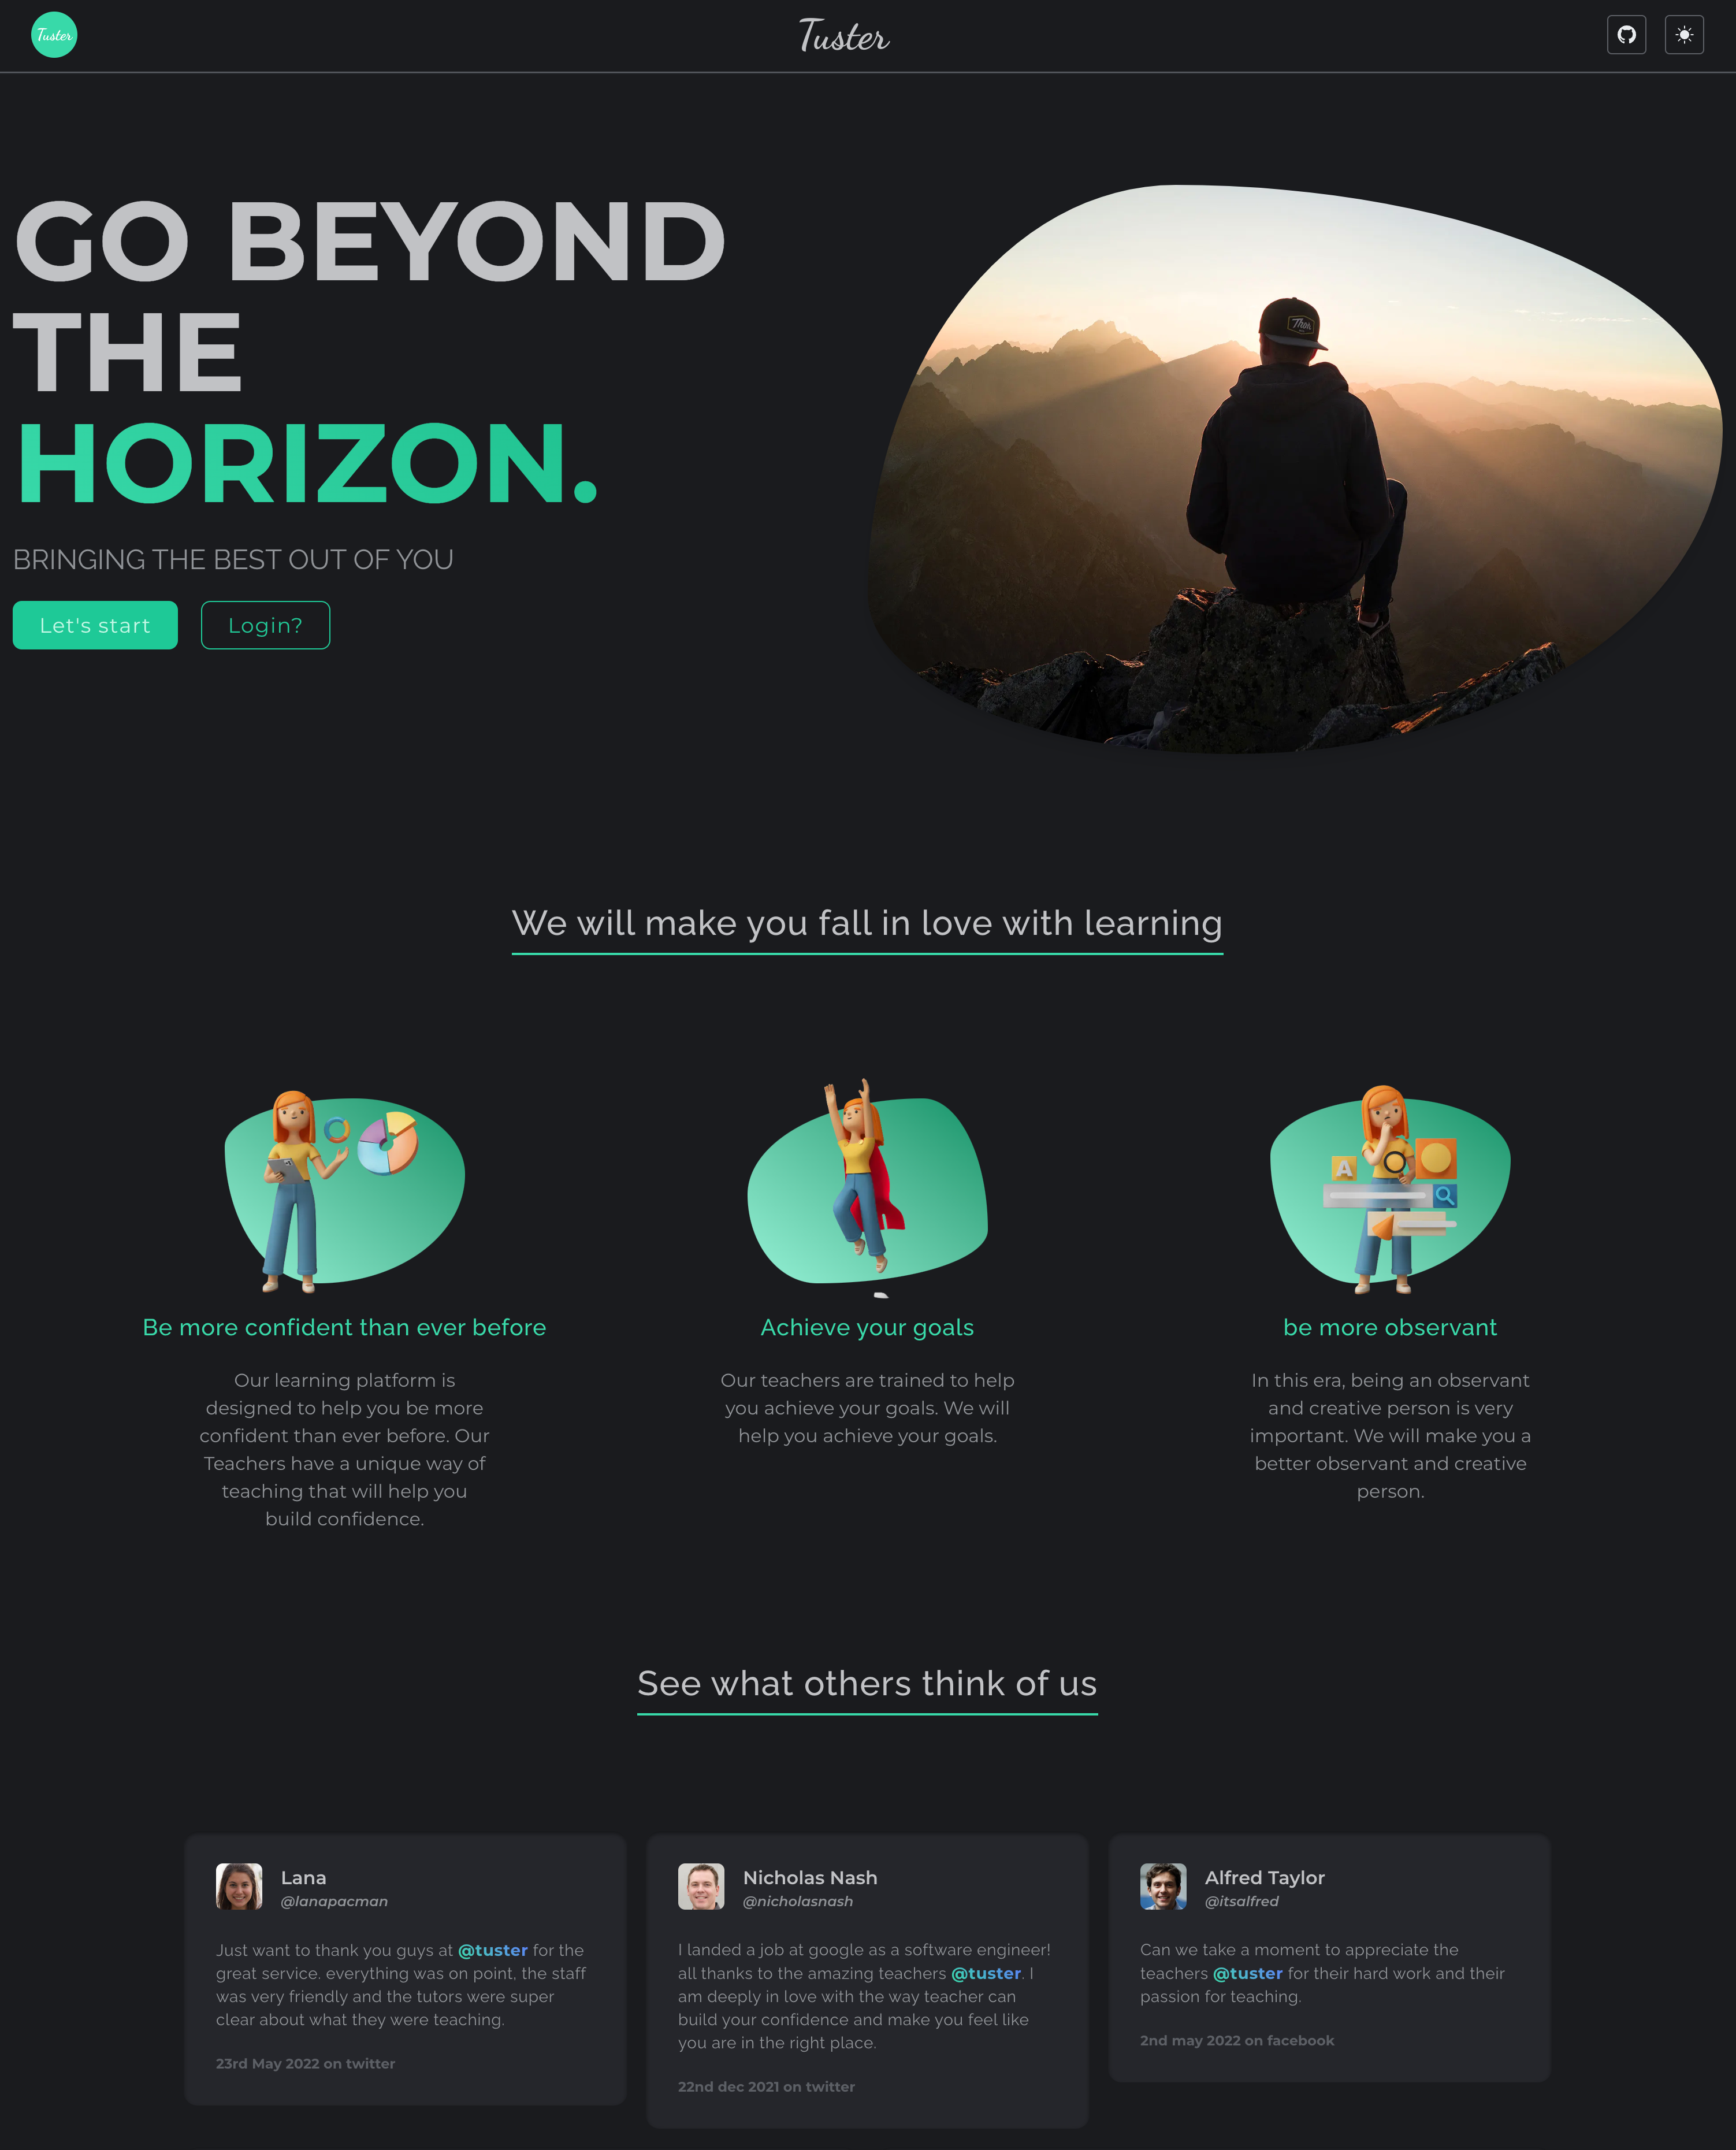 Tuster
Tuster
GO BEYOND
THE
HORIZON.
BRINGING THE BEST OUT OF YOU
Let's start
Login?
Thok
We will make you fall in love with learning
A
Be more confident than ever before
Our learning platform is
designed to help you be more
confident than ever before. Our
Teachers have a unique way of
teaching that will help you
build confidence.
Achieve your goals
Our teachers are trained to help
you achieve your goals. We will
help you achieve your goals.
be more observant
In this era, being an observant
and creative person is very
important. We will make you a
better observant and creative
person.
See what others think of us
Lana
@lanapacman
Just want to thank you guys at @tuster for the
great service. everything was on point, the staff
was very friendly and the tutors were super
clear about what they were teaching.
23rd May 2022 on twitter
Nicholas Nash
@nicholasnash
I landed a job at google as a software engineer!
all thanks to the amazing teachers @tuster. I
am deeply in love with the way teacher can
build your confidence and make you feel like
you are in the right place.
22nd dec 2021 on twitter
Alfred Taylor
@itsalfred
Can we take a moment to appreciate the
teachers @tuster for their hard work and their
passion for teaching.
2nd may 2022 on facebook